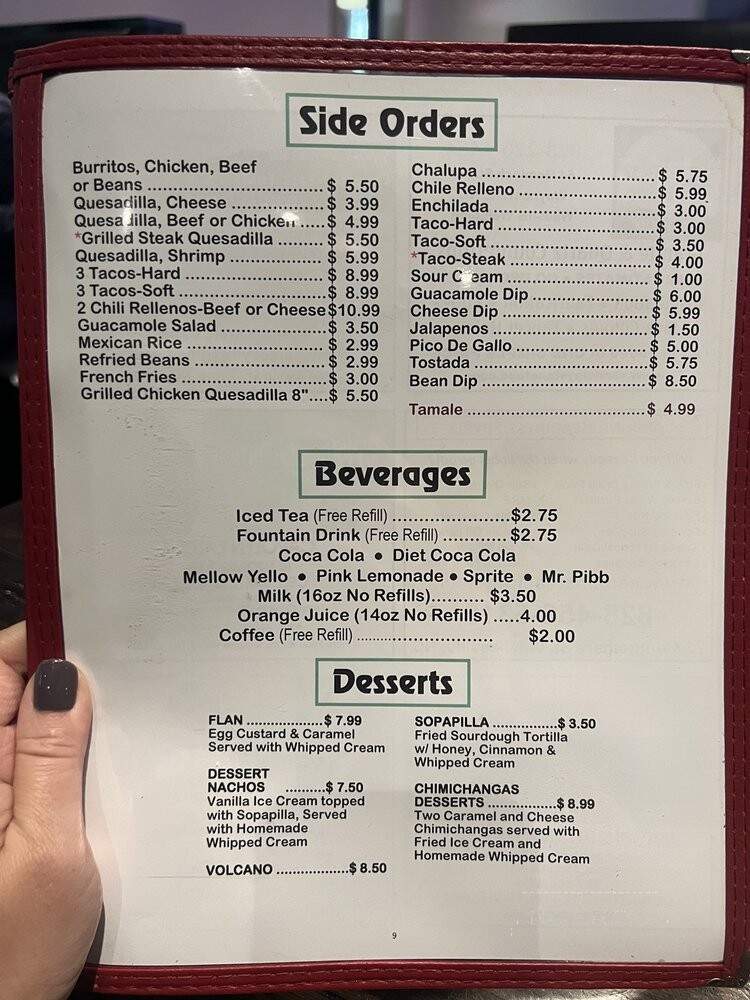 Side Orders
Burritos, Chicken, Beef
or Beans ................................ $ 5.50
Quesadilla, Cheese ................. $ 3.99
Quesadilla, Beef or Chicken ..... $ 4.99
*Grilled Steak Quesadilla ........ $ 5.50
Quesadilla, Shrimp ................. $ 5.99
3 Tacos-Hard .......................... $ 8.99
3 Tacos-Soft ........................... $ 8.99
2 Chili Rellenos-Beef or Cheese $10.99
Guacamole Salad .................... $ 3.50
Mexican Rice .......................... $ 2.99
Refried Beans ......................... $ 2.99
French Fries ........................... $ 3.00
Grilled Chicken Quesadilla 8".... $ 5.50
Chalupa ................................ $ 5.75
Chile Relleno ......................... $ 5.99
Enchilada .............................. $ 3.00
Taco-Hard .............................. $ 3.00
Taco-Soft ............................... $ 3.50
*Taco-Steak ........................... $ 4.00
Sour Cream .......................... $ 1.00
Guacamole Dip ...................... $ 6.00
Cheese Dip ............................ $ 5.99
Jalapenos .............................. $ 1.50
Pico De Gallo ......................... $ 5.00
Tostada ................................. $ 5.75
Bean Dip ............................... $ 8.50
Tamale .................................. $ 4.99
Beverages
Iced Tea (Free Refill) ...................... $2.75
Fountain Drink (Free Refill) ............ $2.75
Coca Cola ● Diet Coca Cola
Mellow Yello ● Pink Lemonade ● Sprite ● Mr. Pibb
Milk (16oz No Refills).......... $3.50
Orange Juice (14oz No Refills) .....4.00
Coffee (Free Refill) ............................. $2.00
Desserts
FLAN ...................$ 7.99
Egg Custard & Caramel
Served with Whipped Cream
DESSERT
NACHOS ..........$ 7.50
Vanilla Ice Cream topped
with Sopapilla, Served
with Homemade
Whipped Cream
VOLCANO ..................$ 8.50
SOPAPILLA ................$ 3.50
Fried Sourdough Tortilla
w/ Honey, Cinnamon &
Whipped Cream
CHIMICHANGAS
DESSERTS .................$ 8.99
Two Caramel and Cheese
Chimichangas served with
Fried Ice Cream and
Homemade Whipped Cream
9